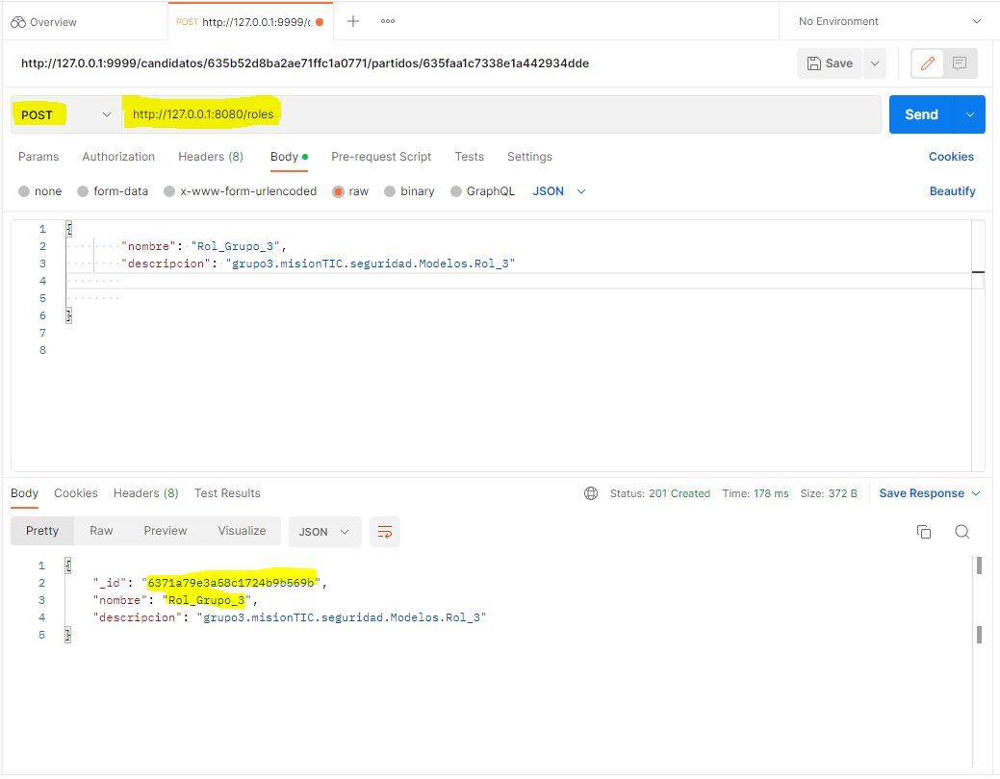 Overview
POST http://127.0.0.1:9999/c
No Environment
http://127.0.0.1:9999/candidatos/635b52d8ba2ae71ffc1a0771/partidos/635faa1c7338e1a442934dde
Save
POST
http://127.0.0.1:8080/roles
Send
Params Authorization Headers (8) Body Pre-request Script Tests Settings Cookies
none form-data x-www-form-urlencoded raw binary GraphQL JSON Beautify
1 {
2 "nombre": "Rol_Grupo_3",
3 "descripcion": "grupo3.misionTIC.seguridad.Modelos.Rol_3"
4
5
6 }
7
8
Body Cookies Headers (8) Test Results Status: 201 Created Time: 178 ms Size: 372 B Save Response
Pretty Raw Preview Visualize JSON
1 {
2 "_id": "6371a79e3a58c1724b9b569b",
3 "nombre": "Rol_Grupo_3",
4 "descripcion": "grupo3.misionTIC.seguridad.Modelos.Rol_3"
5 }